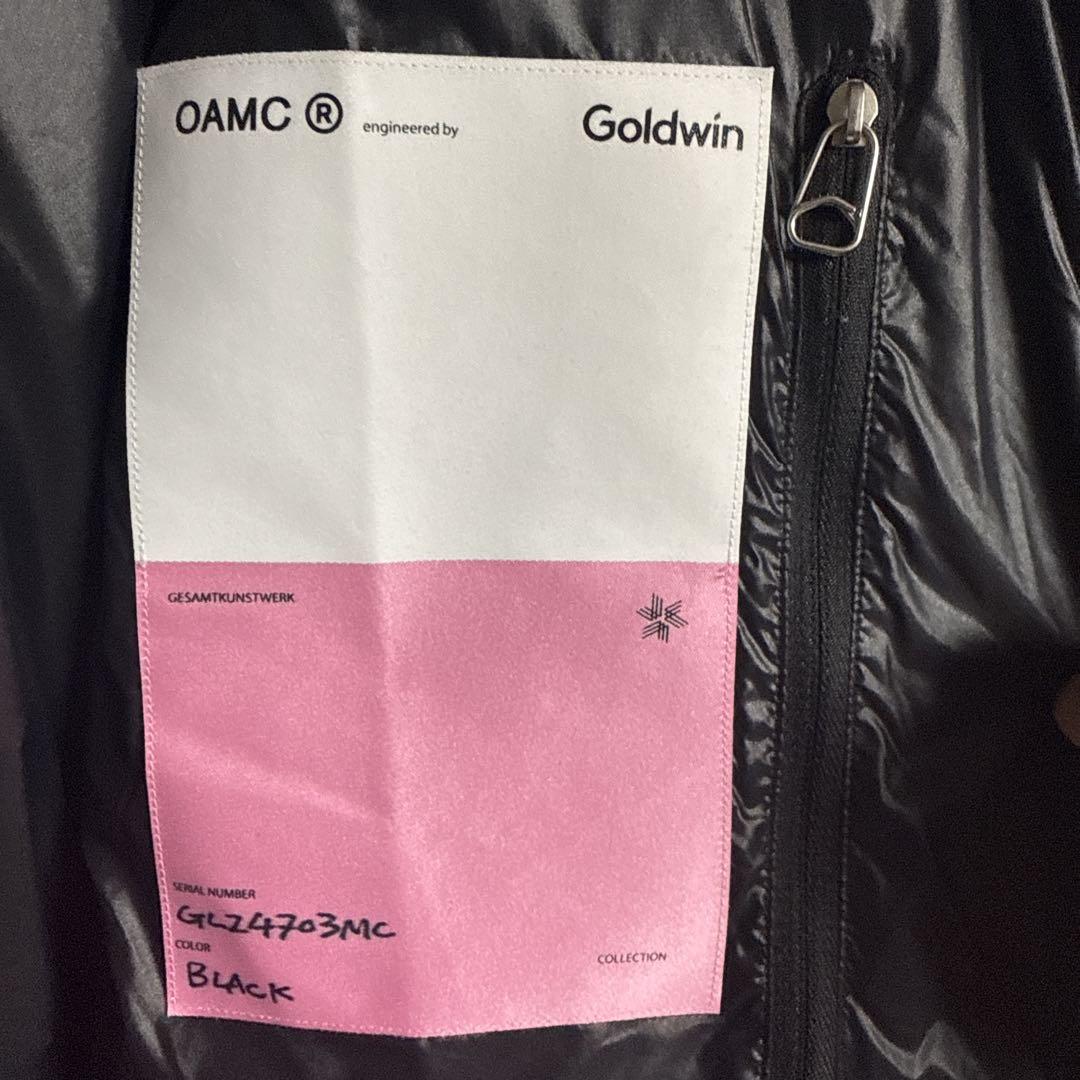 OAMC ® engineered by Goldwin
GESAMTKUNSTWERK
SERIAL NUMBER
GL24703MC
COLOR
BLACK
COLLECTION